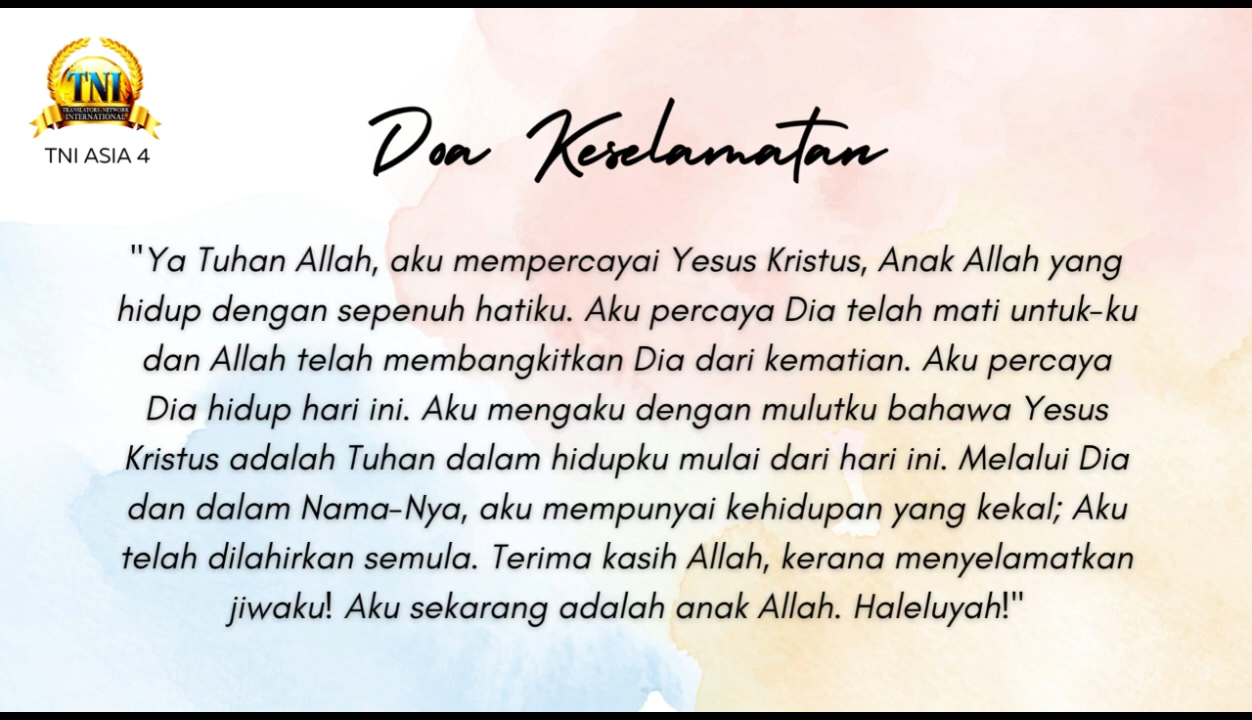 TNI
TRANSLATORS NETWORK
INTERNATIONAL
TNI ASIA 4
Doa Keselamatan
"Ya Tuhan Allah, aku mempercayai Yesus Kristus, Anak Allah yang
hidup dengan sepenuh hatiku. Aku percaya Dia telah mati untuk-ku
dan Allah telah membangkitkan Dia dari kematian. Aku percaya
Dia hidup hari ini. Aku mengaku dengan mulutku bahawa Yesus
Kristus adalah Tuhan dalam hidupku mulai dari hari ini. Melalui Dia
dan dalam Nama-Nya, aku mempunyai kehidupan yang kekal; Aku
telah dilahirkan semula. Terima kasih Allah, kerana menyelamatkan
jiwaku! Aku sekarang adalah anak Allah. Haleluyah!"